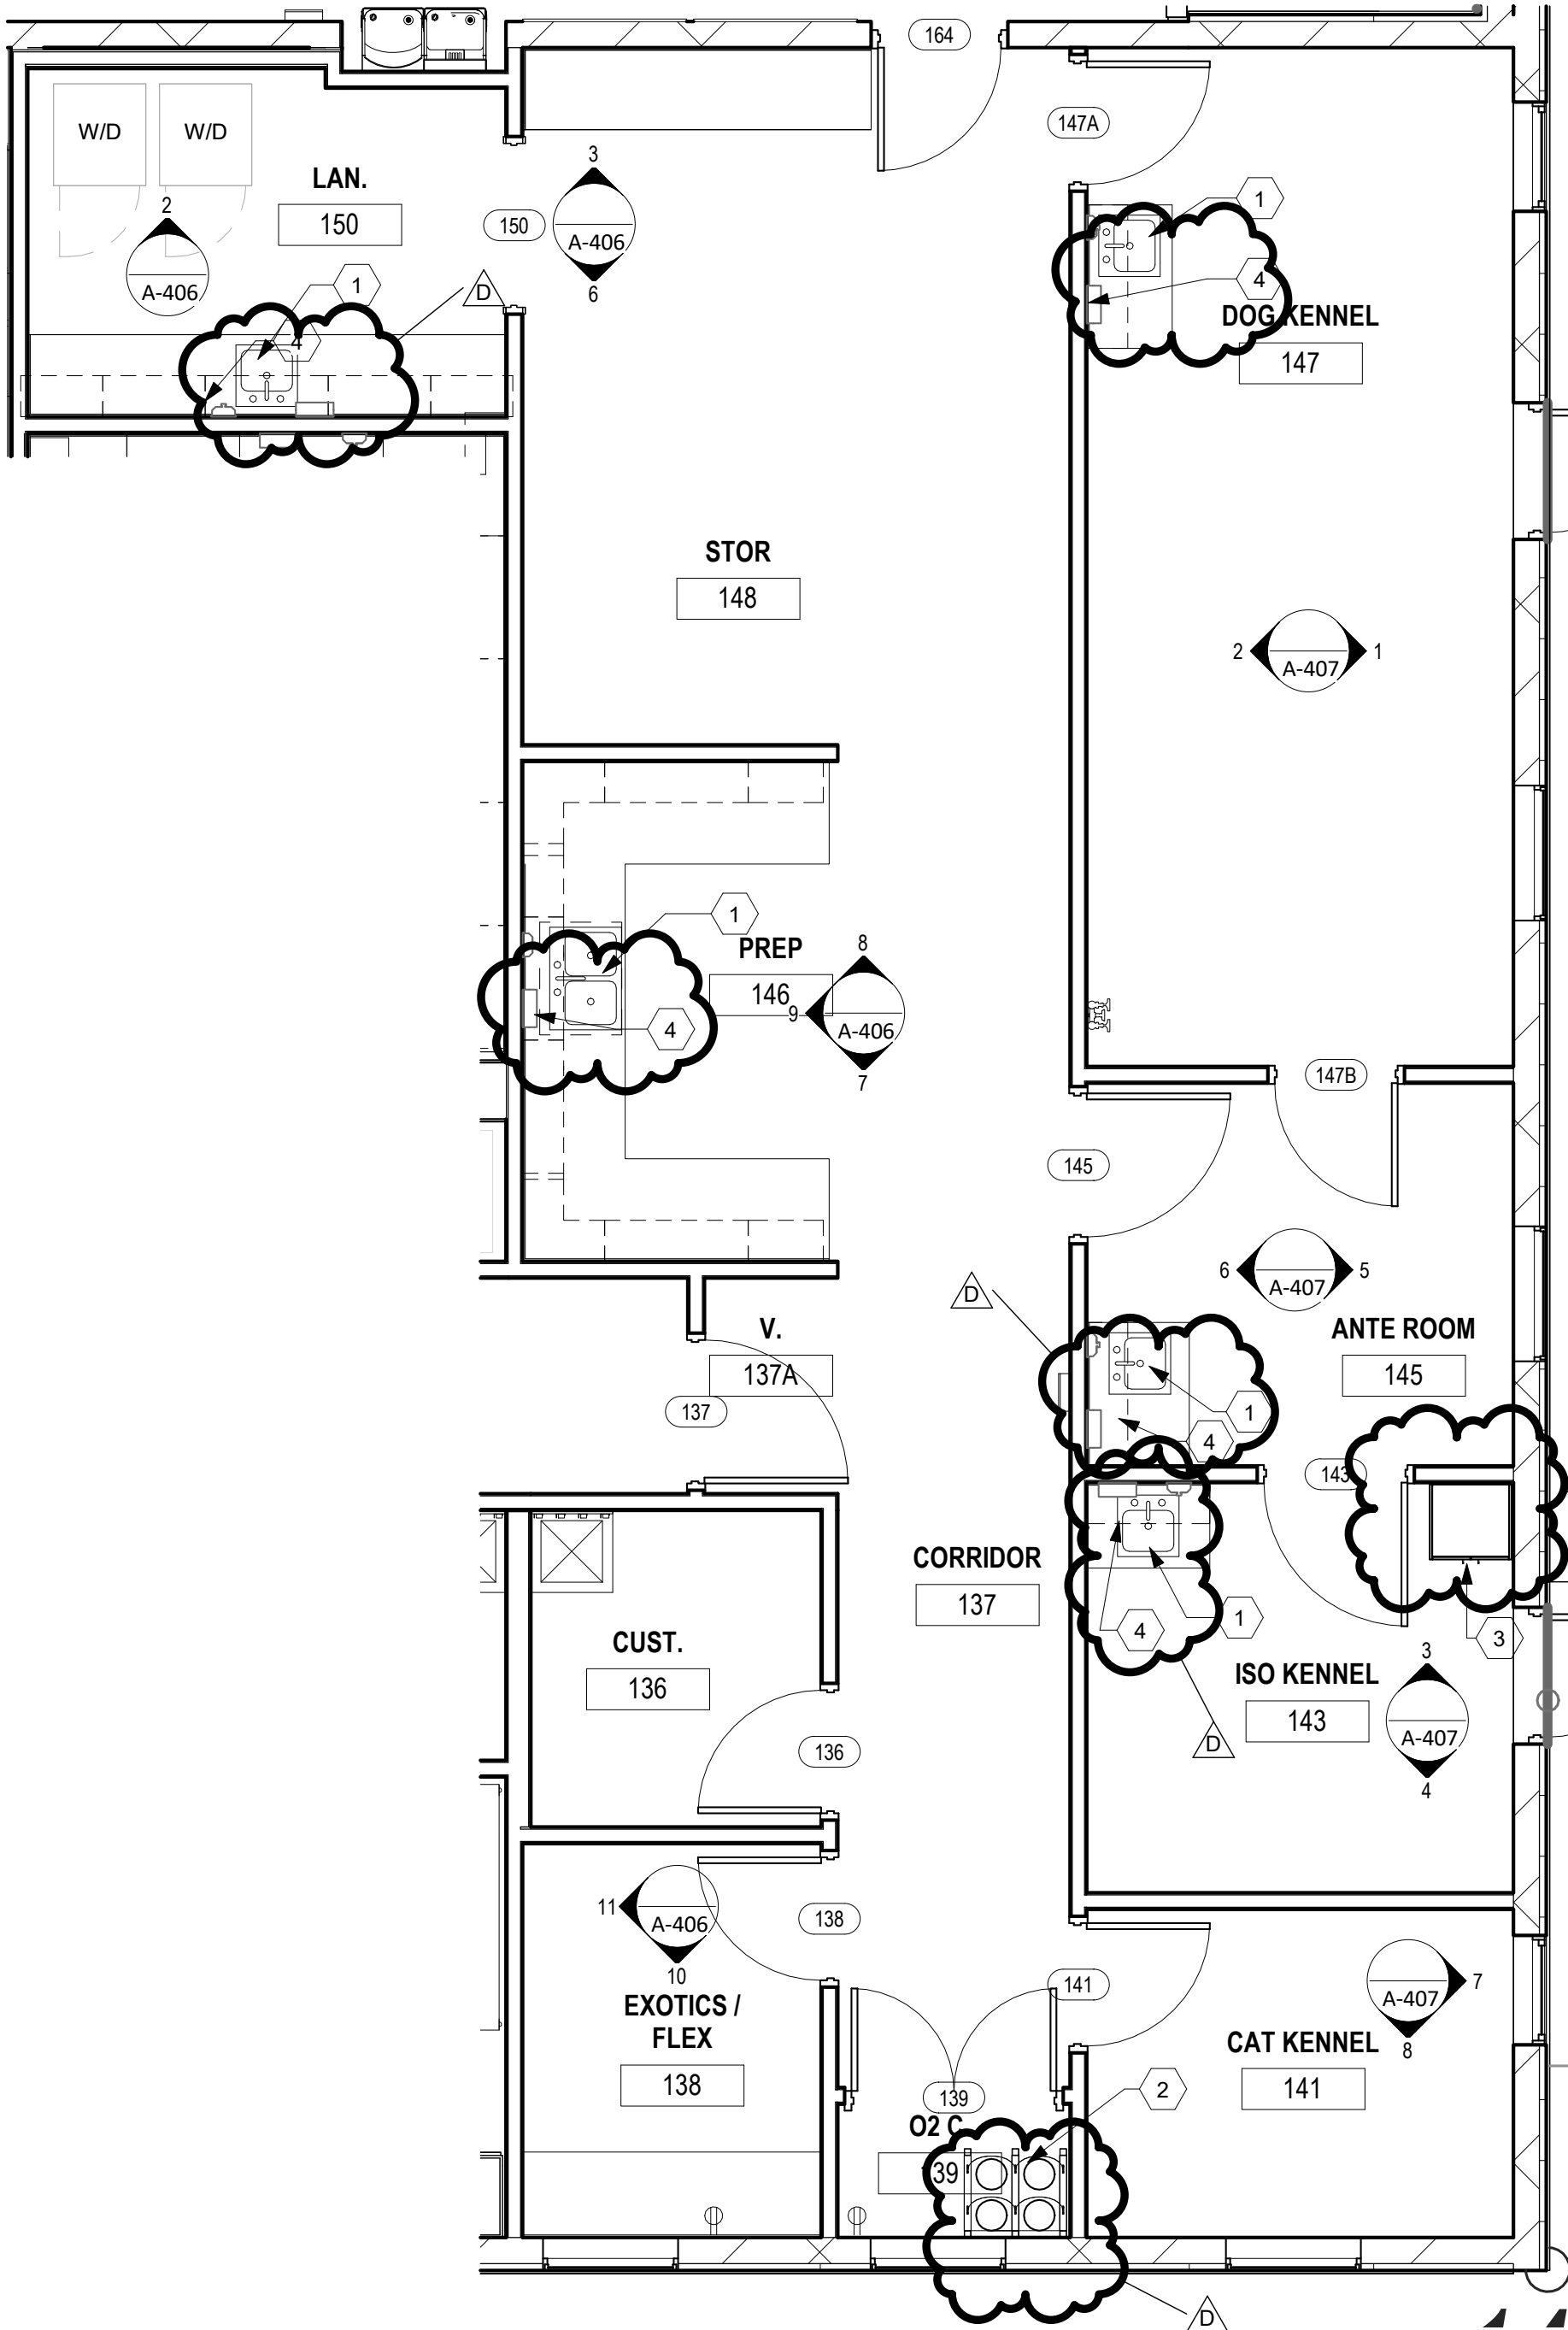 164
147A
W/D
W/D
LAN.
150
150
3
A-406
6
2
A-406
1
4
D
1
4
DOG KENNEL
147
STOR
148
2
A-407
1
1
PREP
146
4
8
9
A-406
7
147B
145
6
A-407
5
D
V.
137A
137
ANTE ROOM
145
1
4
143
CORRIDOR
137
4
1
3
CUST.
136
ISO KENNEL
143
3
A-407
4
D
136
11
A-406
10
138
EXOTICS /
FLEX
138
141
7
A-407
8
CAT KENNEL
141
139
2
O2 C
39
D